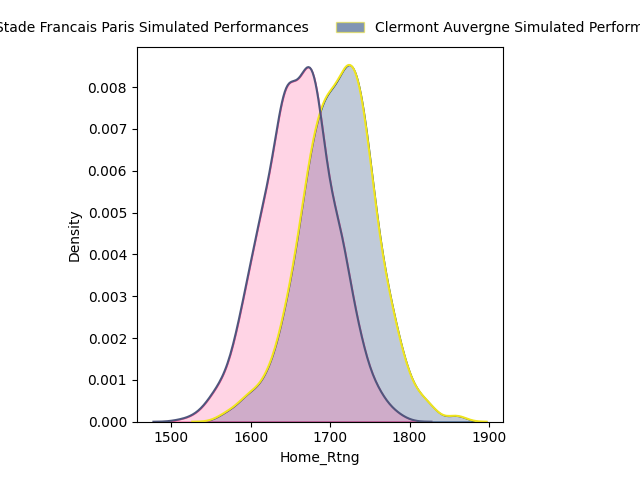 Stade Francais Paris Simulated Performances
Clermont Auvergne Simulated Perform
0.008
0.007
0.006
0.005
0.004
0.003
0.002
0.001
0.000
Density
1500 1600 1700 1800 1900
Home_Rtng